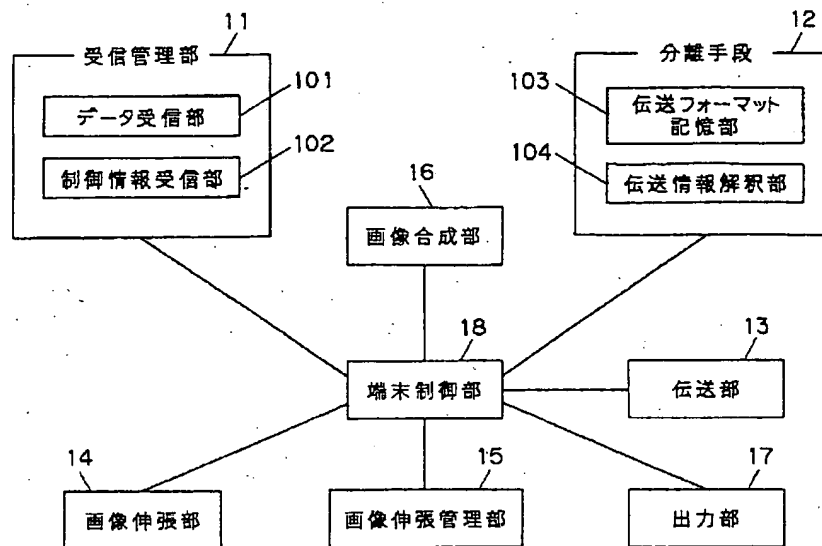 11
受信管理部
101
データ受信部
102
制御情報受信部
12
分離手段
103
伝送フォーマット
記憶部
104
伝送情報解釈部
16
画像合成部
18
端末制御部
13
伝送部
14
画像伸張部
15
画像伸張管理部
17
出力部